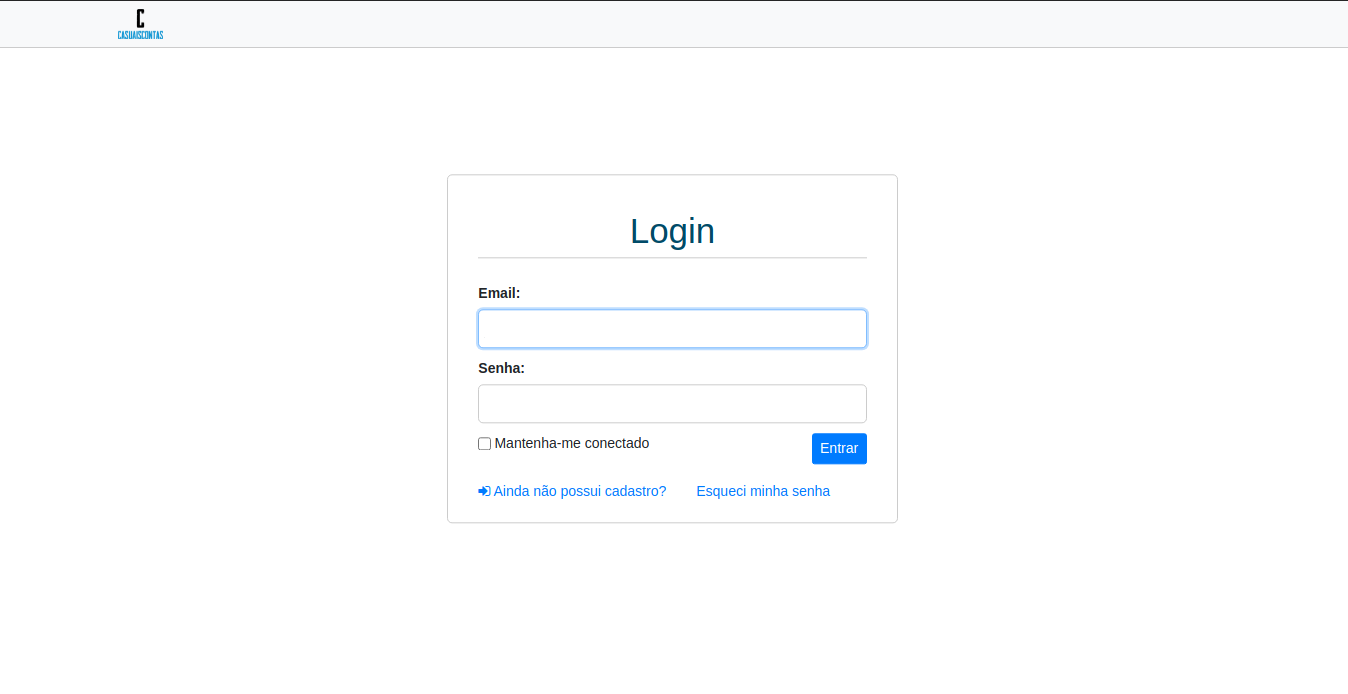 C
CASUAISCONTAS
Login
Email:
Senha:
Mantenha-me conectado
Entrar
Ainda não possui cadastro? Esqueci minha senha